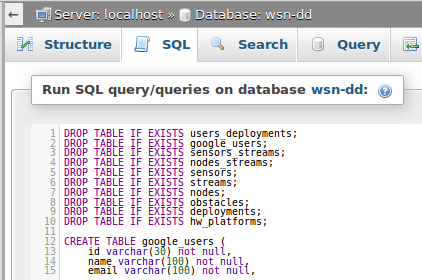 ← Server: localhost » Database: wsn-dd
Structure SQL Search Query
Run SQL query/queries on database wsn-dd:
1 DROP TABLE IF EXISTS users_deployments;
2 DROP TABLE IF EXISTS google_users;
3 DROP TABLE IF EXISTS sensors_streams;
4 DROP TABLE IF EXISTS nodes_streams;
5 DROP TABLE IF EXISTS sensors;
6 DROP TABLE IF EXISTS streams;
7 DROP TABLE IF EXISTS nodes;
8 DROP TABLE IF EXISTS obstacles;
9 DROP TABLE IF EXISTS deployments;
10 DROP TABLE IF EXISTS hw_platforms;
11
12 CREATE TABLE google_users (
13 id varchar(30) not null,
14 name varchar(100) not null,
15 email varchar(100) not null,